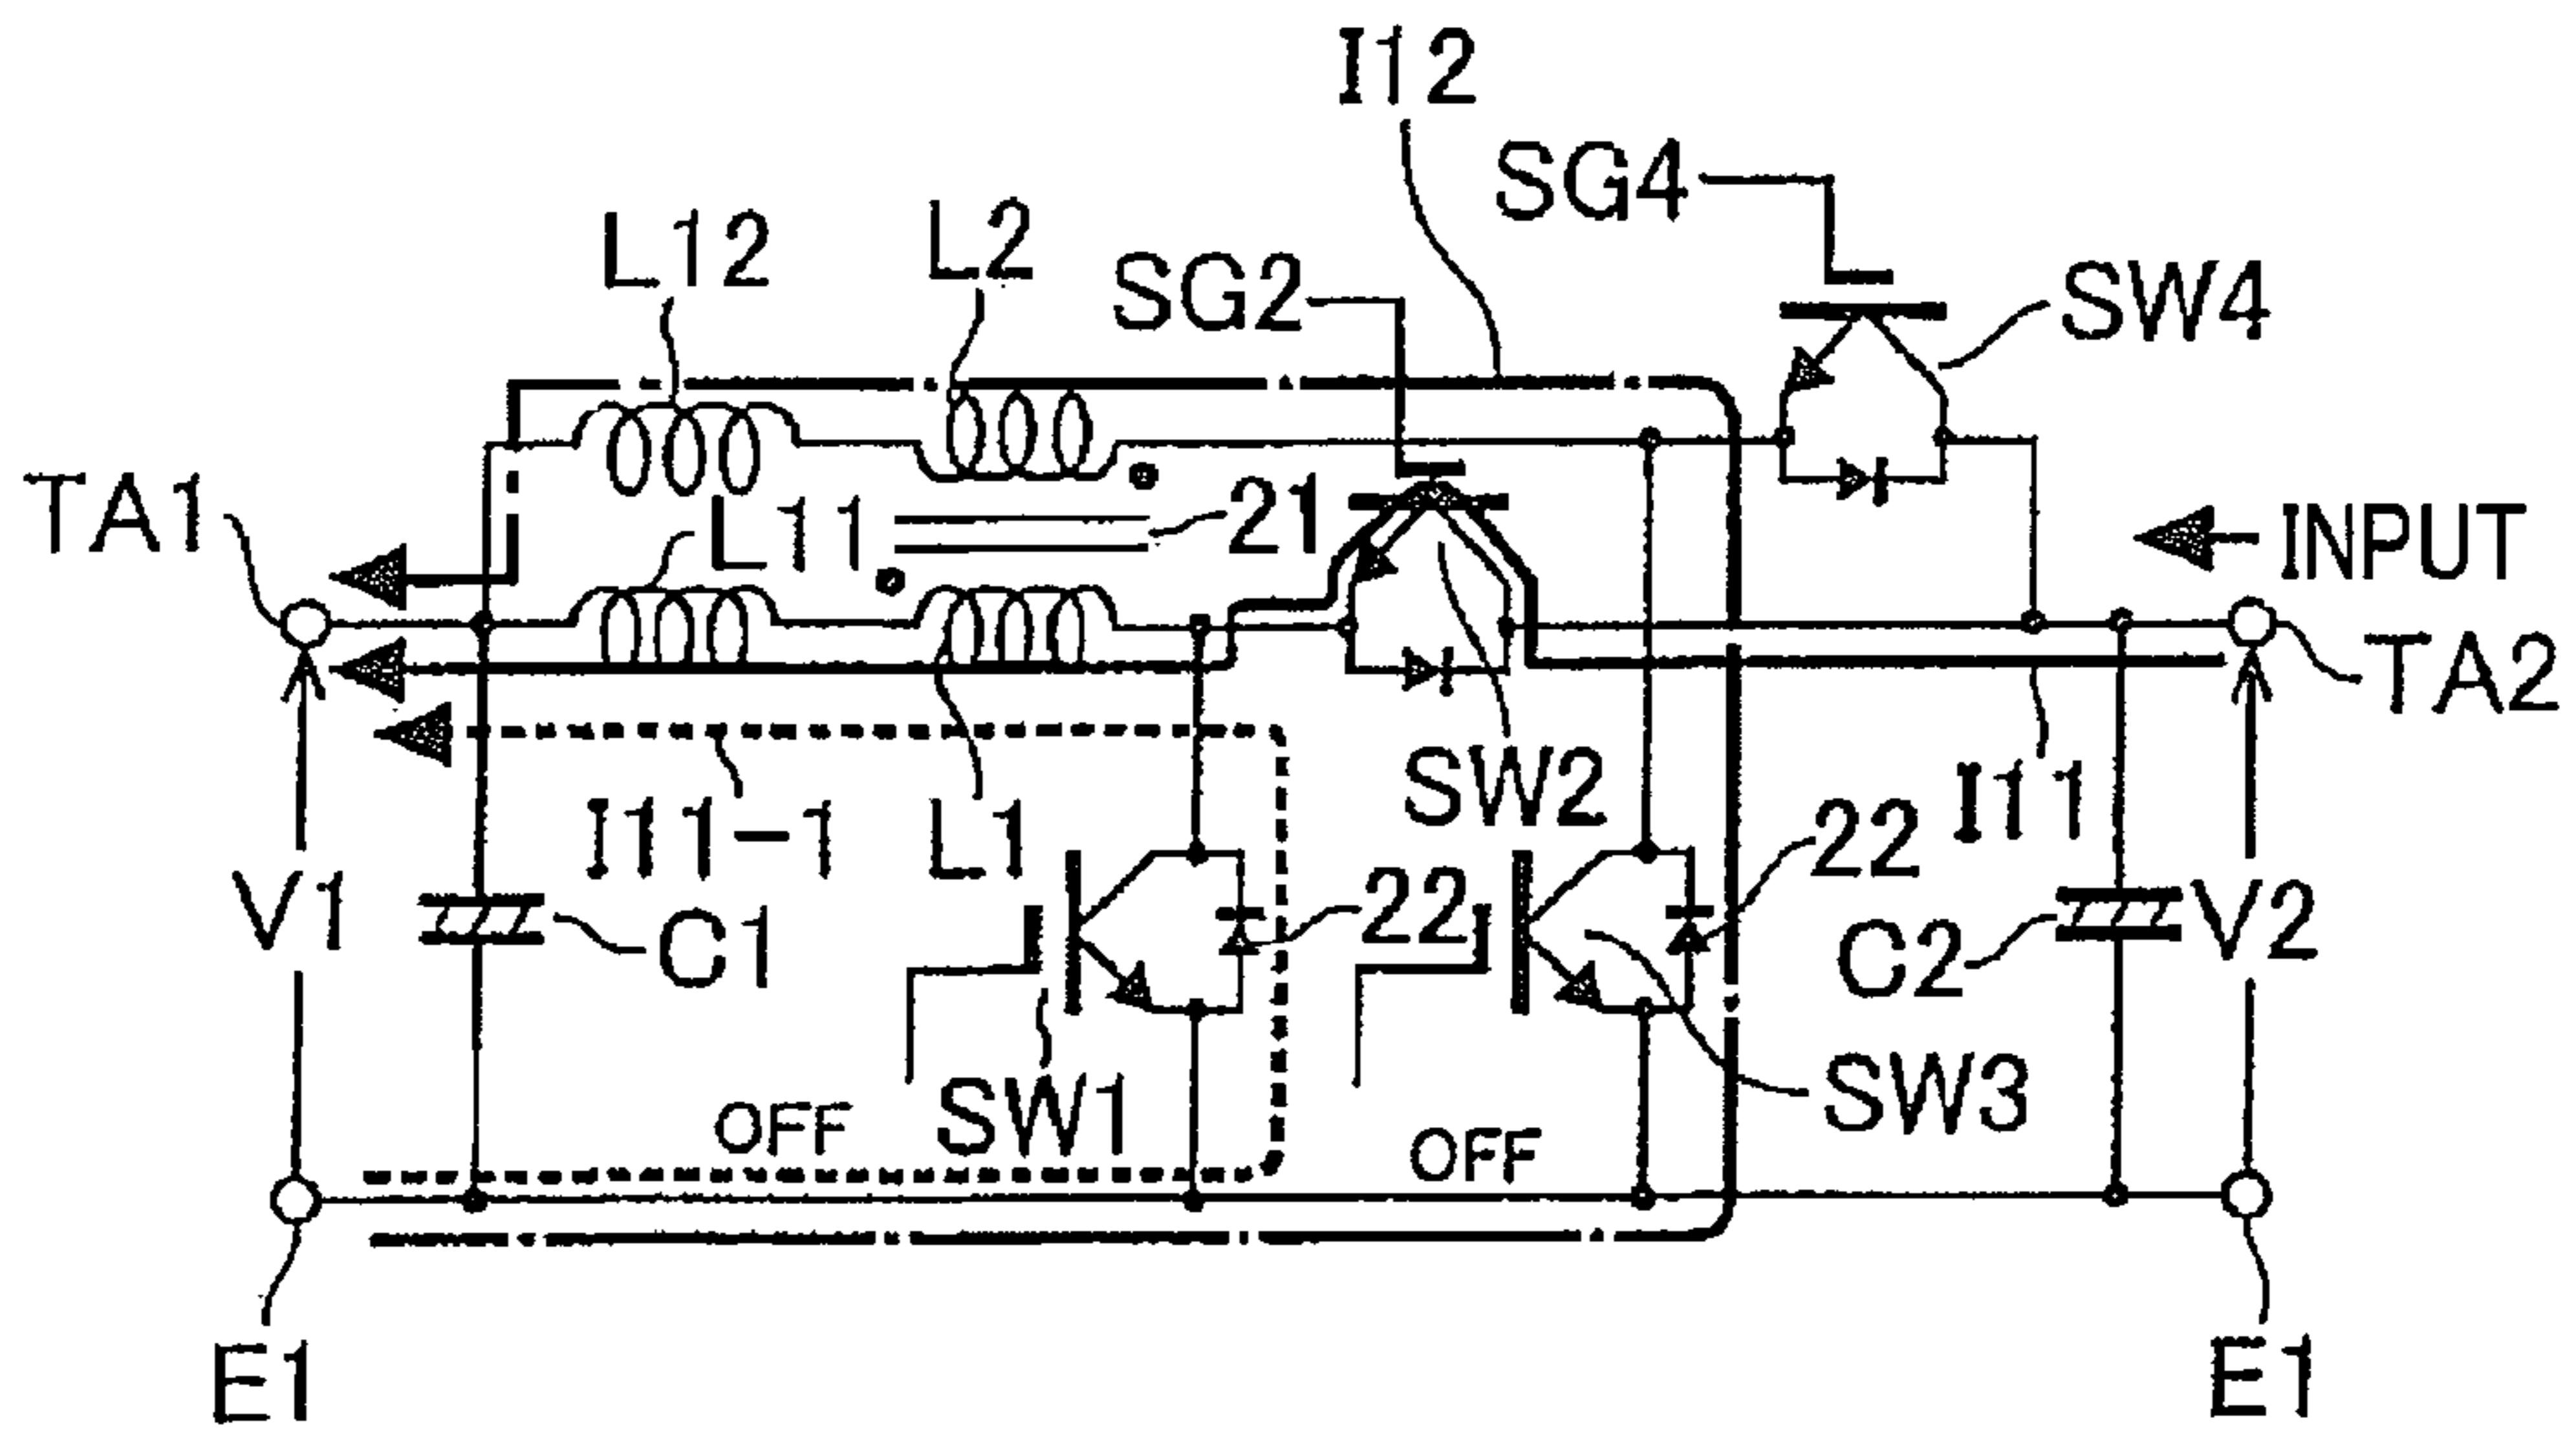 I12
SG4
L12
L2
SG2
SW4
TA1
L11
21
INPUT
TA2
SW2
I11-1
L1
I11
22
22
V1
C1
C2
V2
SW1
SW3
OFF
OFF
E1
E1